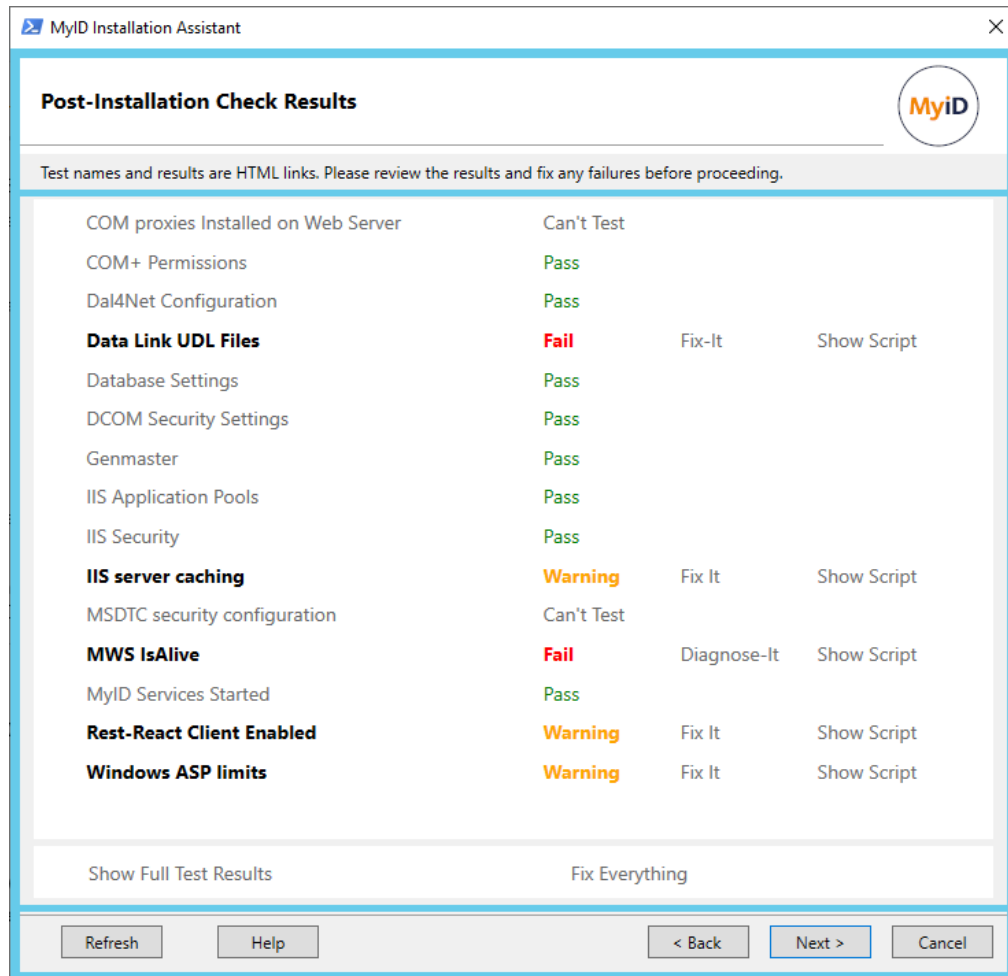 MyID Installation Assistant
Post-Installation Check Results
MyiD
Test names and results are HTML links. Please review the results and fix any failures before proceeding.
COM proxies Installed on Web Server Can't Test
COM+ Permissions Pass
Dal4Net Configuration Pass
Data Link UDL Files Fail Fix-It Show Script
Database Settings Pass
DCOM Security Settings Pass
Genmaster Pass
IIS Application Pools Pass
IIS Security Pass
IIS server caching Warning Fix It Show Script
MSDTC security configuration Can't Test
MWS IsAlive Fail Diagnose-It Show Script
MyID Services Started Pass
Rest-React Client Enabled Warning Fix It Show Script
Windows ASP limits Warning Fix It Show Script
Show Full Test Results Fix Everything
Refresh Help < Back Next > Cancel